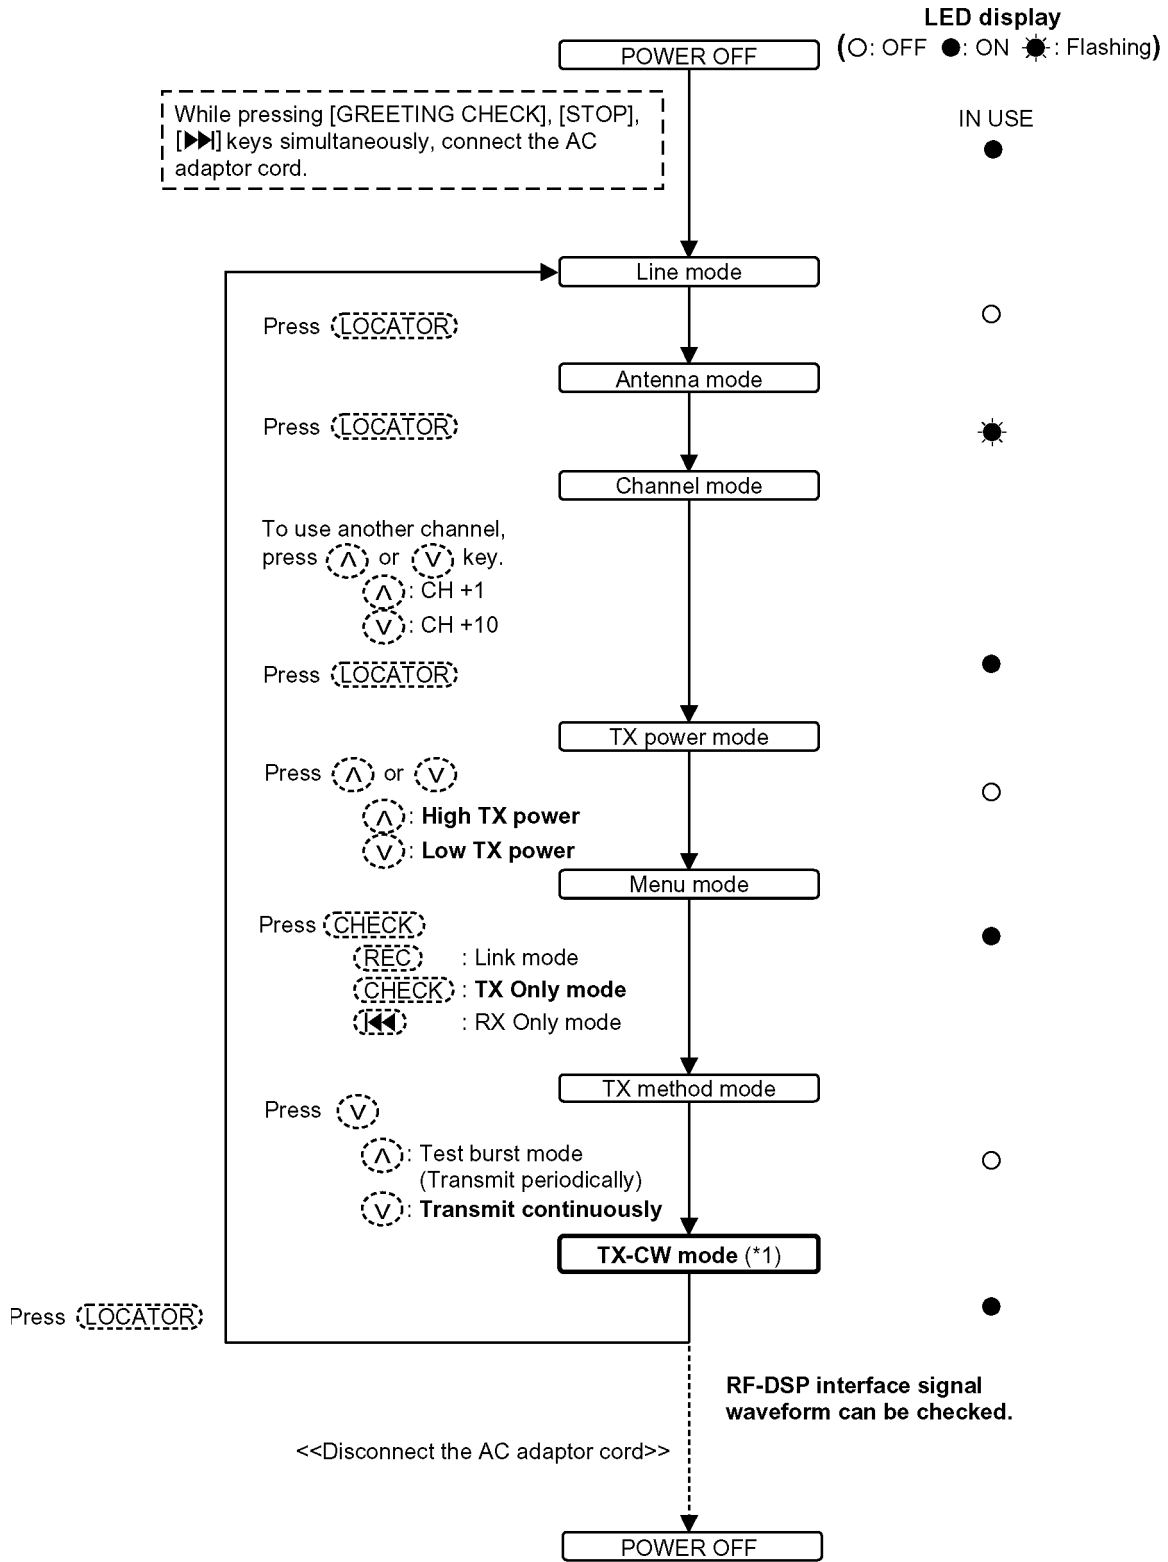 LED display
(○: OFF ●: ON ☀: Flashing)
POWER OFF
While pressing [GREETING CHECK], [STOP],
[▶▶|] keys simultaneously, connect the AC
adaptor cord.
IN USE
Line mode
Press (LOCATOR)
Antenna mode
Press (LOCATOR)
Channel mode
To use another channel,
press (Λ) or (V) key.
(Λ): CH +1
(V): CH +10
Press (LOCATOR)
TX power mode
Press (Λ) or (V)
(Λ): High TX power
(V): Low TX power
Menu mode
Press (CHECK)
(REC) : Link mode
(CHECK) : TX Only mode
(|◀◀) : RX Only mode
TX method mode
Press (V)
(Λ): Test burst mode
(Transmit periodically)
(V): Transmit continuously
TX-CW mode (*1)
Press (LOCATOR)
RF-DSP interface signal
waveform can be checked.
<<Disconnect the AC adaptor cord>>
POWER OFF